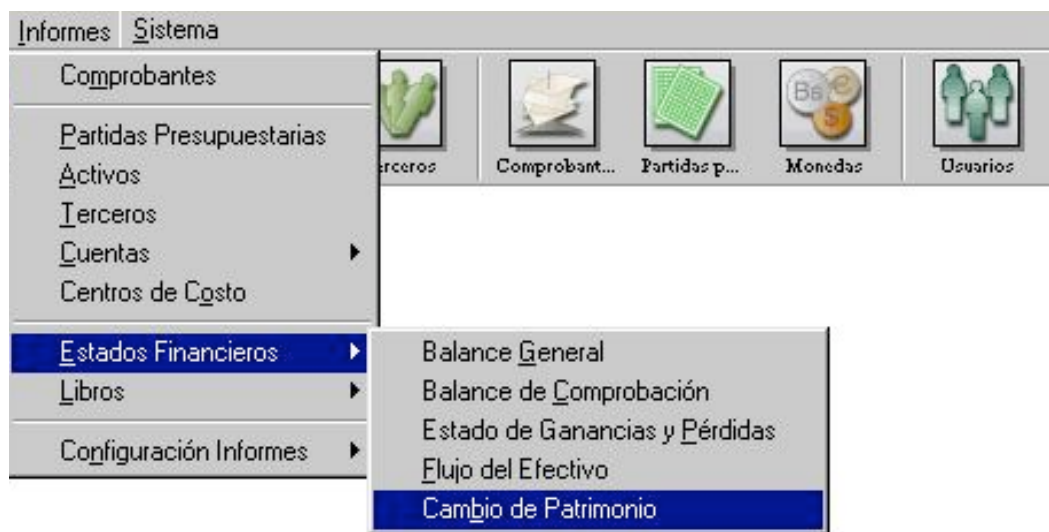 Informes Sistema
Comprobantes
Partidas Presupuestarias
Activos
Terceros
Cuentas
Centros de Costo
Estados Financieros
Libros
Configuración Informes
erceros Comprobant... Partidas p... Monedas Usuarios
Bs C $
Balance General
Balance de Comprobación
Estado de Ganancias y Pérdidas
Flujo del Efectivo
Cambio de Patrimonio